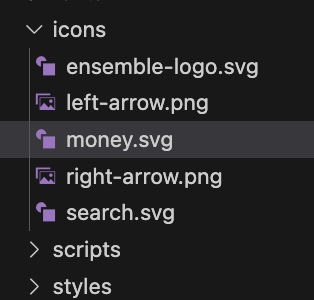 icons
ensemble-logo.svg
left-arrow.png
money.svg
right-arrow.png
search.svg
scripts
styles